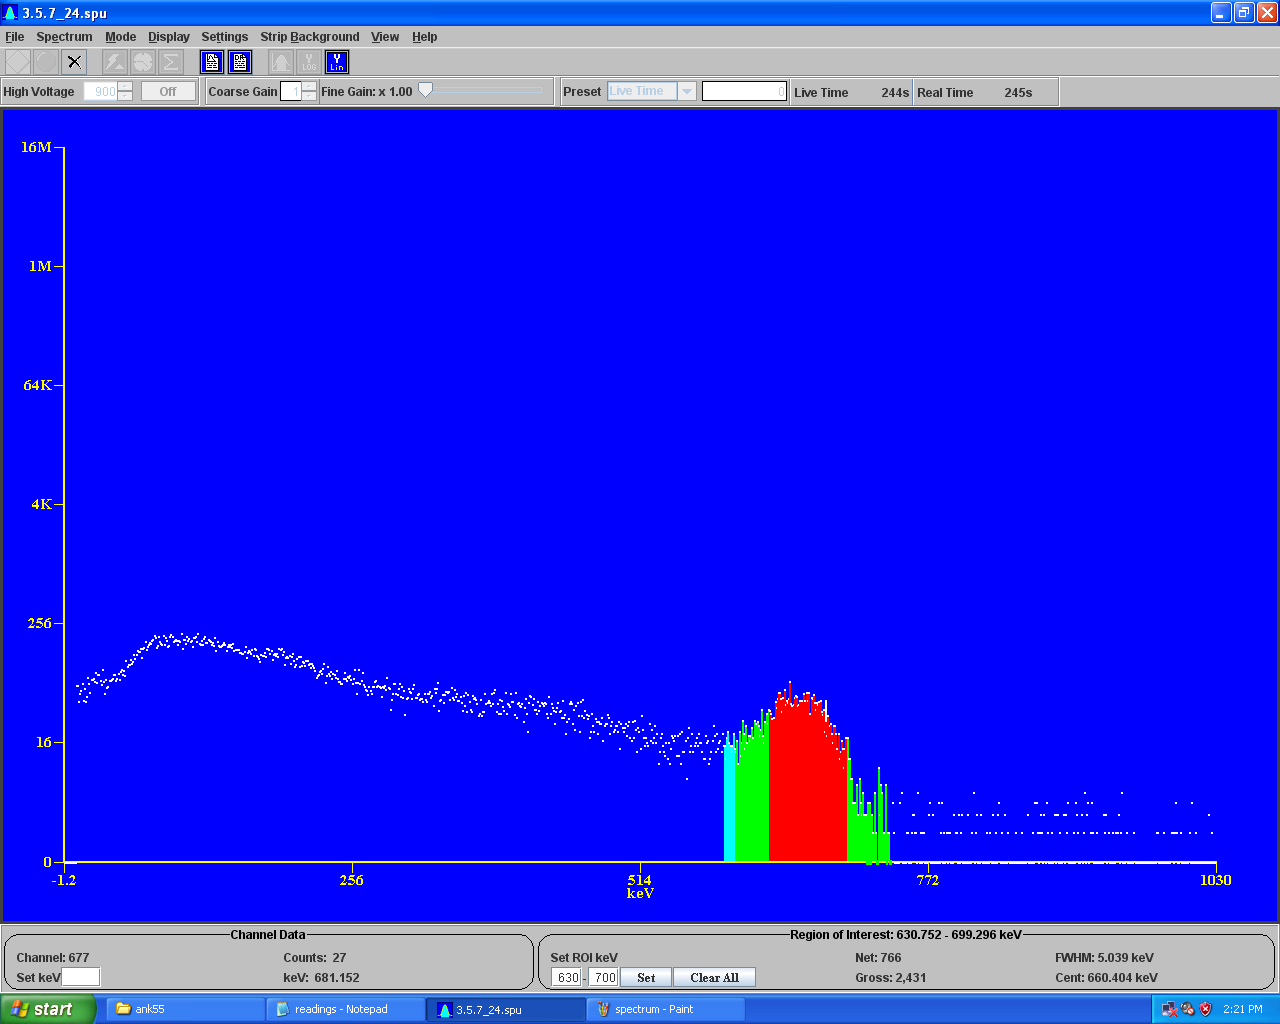 3.5.7_24.spu
File Spectrum Mode Display Settings Strip Background View Help
Y LOG Y Lin
High Voltage 900 Off Coarse Gain 1 Fine Gain: x 1.00 Preset Live Time 0 Live Time 244s Real Time 245s
16M
1M
64K
4K
256
16
0
-1.2 256 514 772 1030
keV
Channel Data Region of Interest: 630.752 - 699.296 keV
Channel: 677 Counts: 27 Set ROI keV Net: 766 FWHM: 5.039 keV
Set keV keV: 681.152 630 - 700 Set Clear All Gross: 2,431 Cent: 660.404 keV
start ank55 readings - Notepad 3.5.7_24.spu spectrum - Paint 2:21 PM